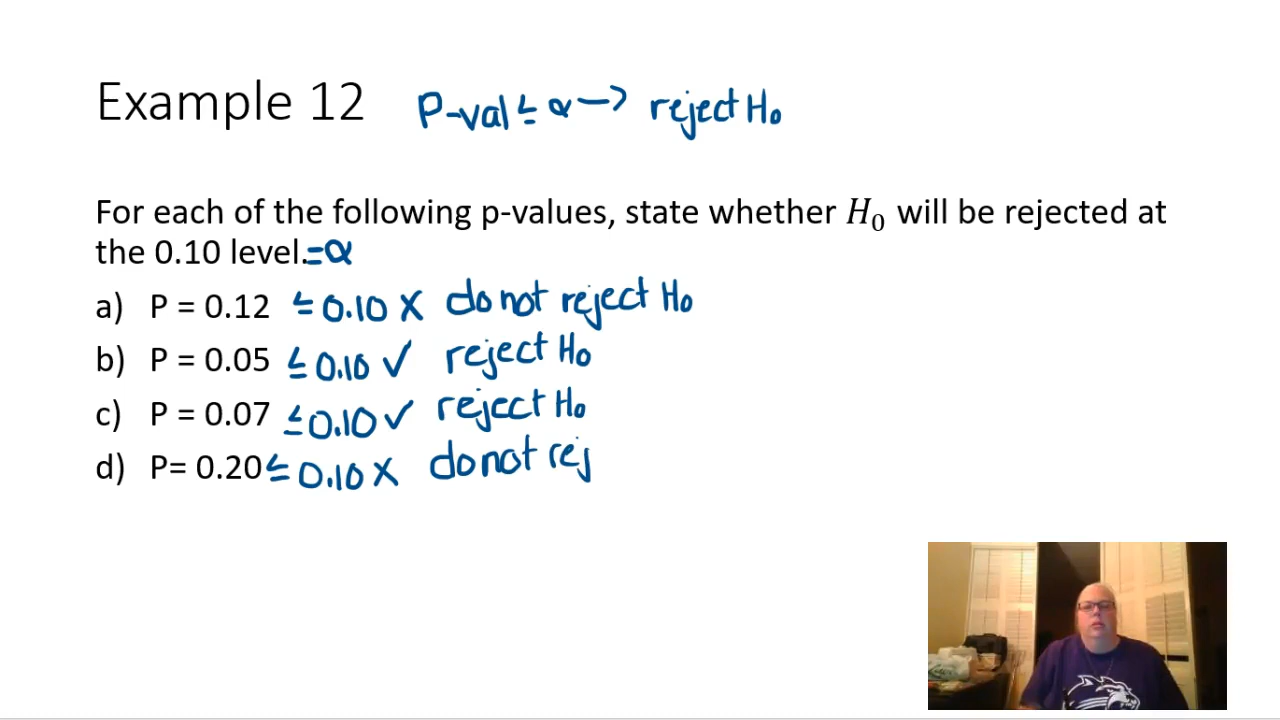 Example 12 P-val ≤ α → reject H₀
For each of the following p-values, state whether H₀ will be rejected at
the 0.10 level. = α
a) P = 0.12 ≤ 0.10 X do not reject H₀
b) P = 0.05 ≤ 0.10 ✓ reject H₀
c) P = 0.07 ≤ 0.10 ✓ reject H₀
d) P= 0.20 ≤ 0.10 X do not rej